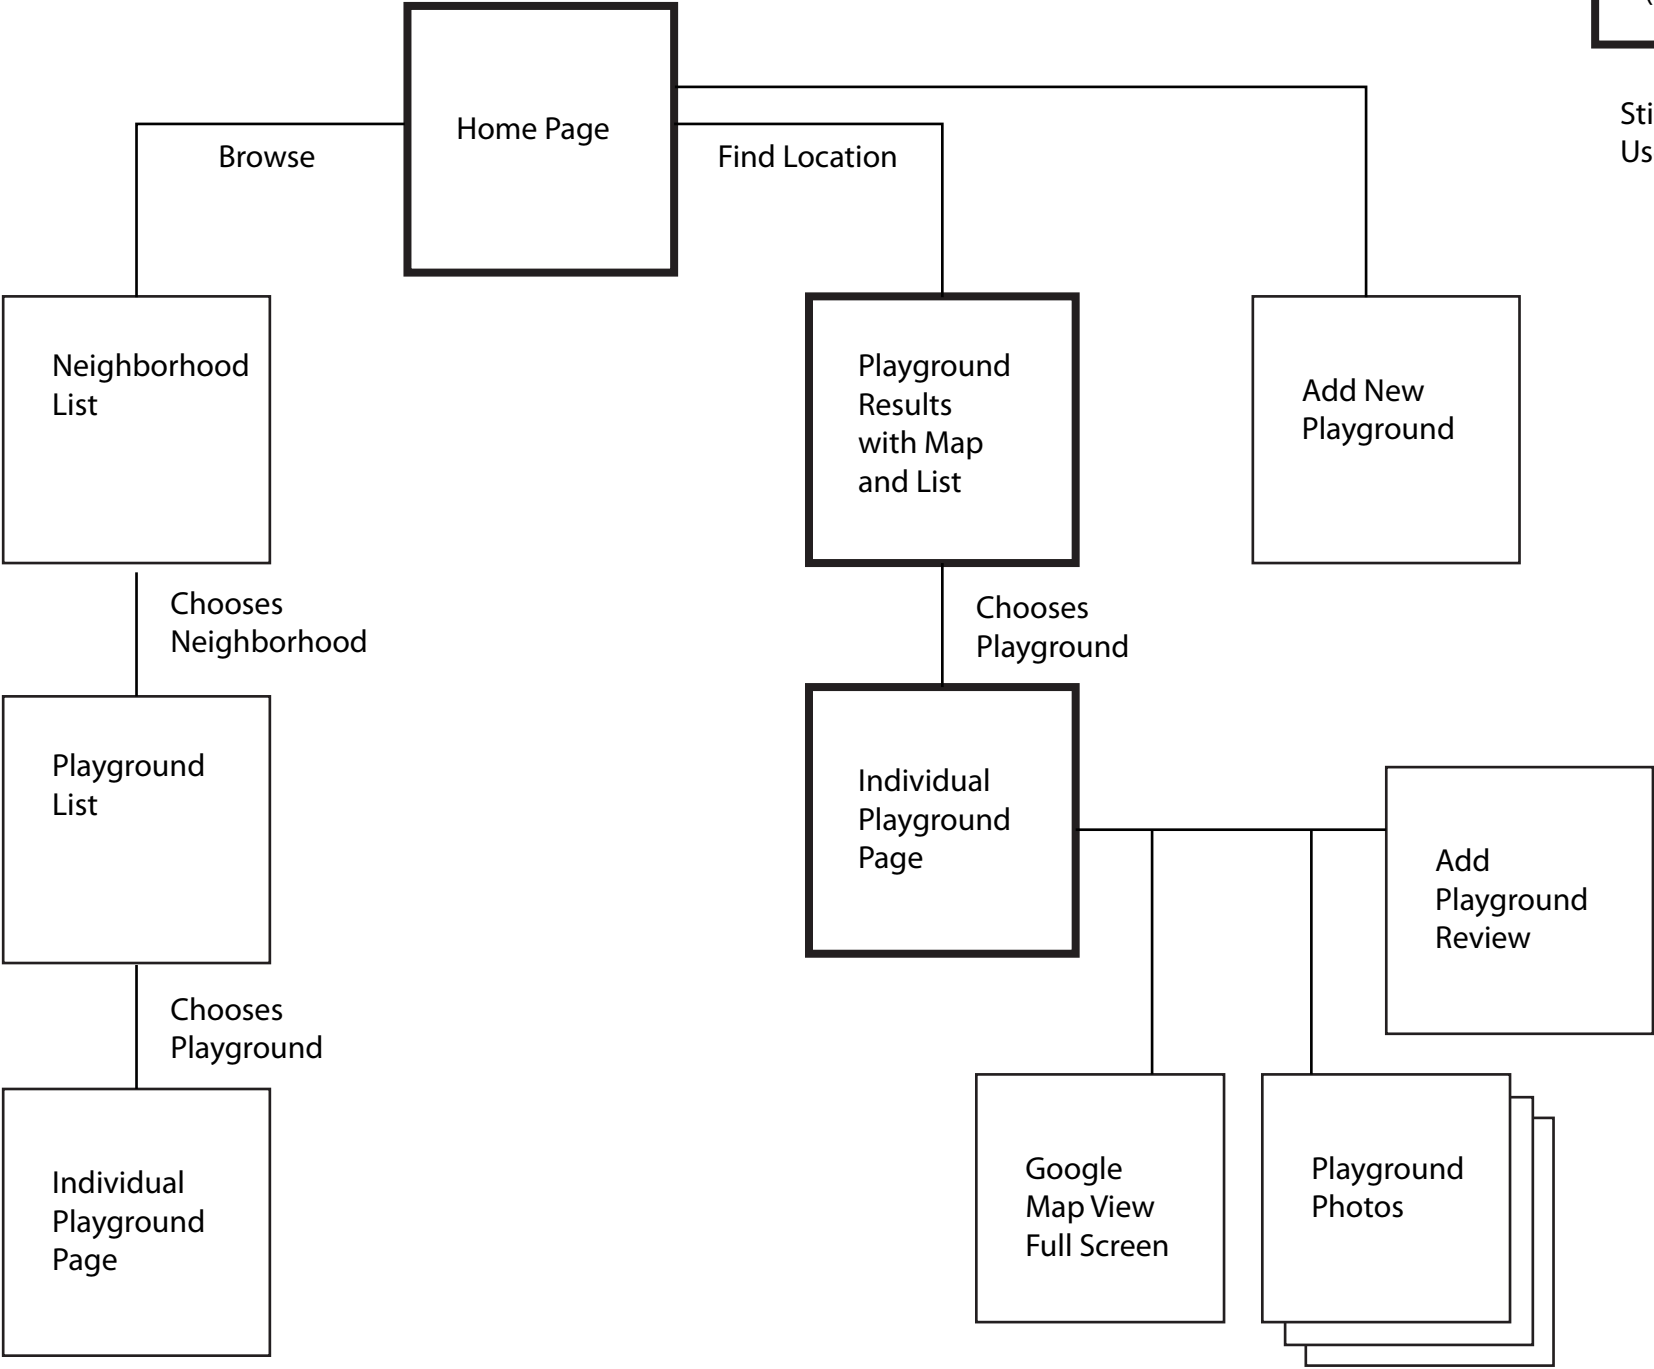 Home Page
Browse
Find Location
Neighborhood
List
Playground
Results
with Map
and List
Add New
Playground
Chooses
Neighborhood
Chooses
Playground
Playground
List
Individual
Playground
Page
Add
Playground
Review
Chooses
Playground
Individual
Playground
Page
Google
Map View
Full Screen
Playground
Photos